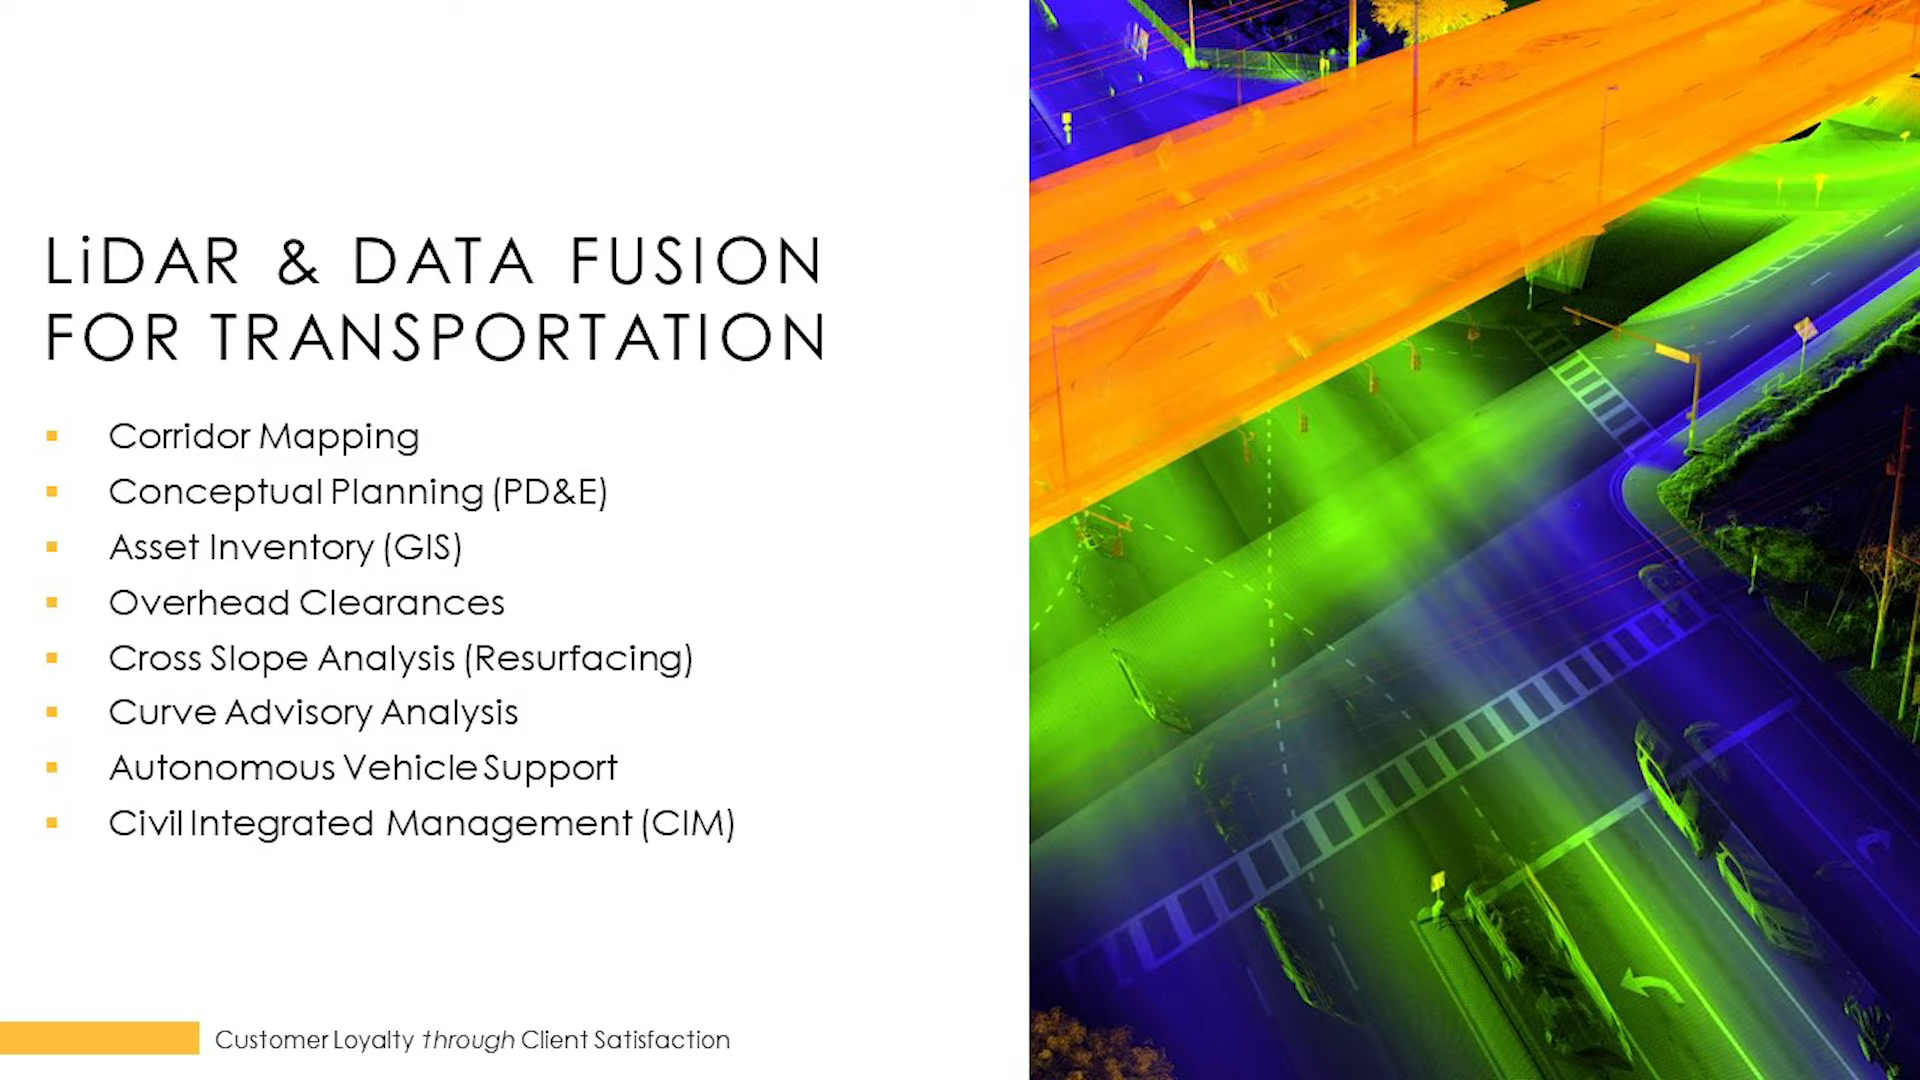 LiDAR & DATA FUSION
FOR TRANSPORTATION
Corridor Mapping
Conceptual Planning (PD&E)
Asset Inventory (GIS)
Overhead Clearances
Cross Slope Analysis (Resurfacing)
Curve Advisory Analysis
Autonomous Vehicle Support
Civil Integrated Management (CIM)
Customer Loyalty through Client Satisfaction